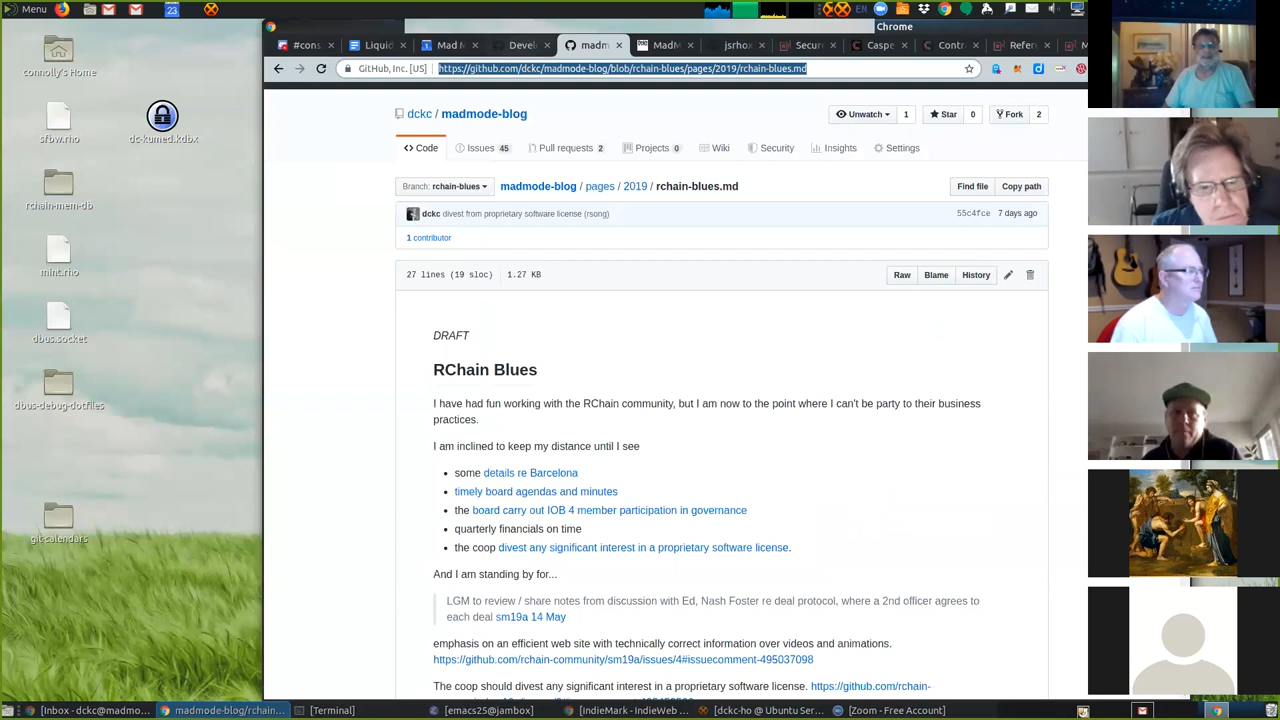 Menu
23
EN
Chrome
connolly's Home
sfbw.rho
dc-kumed.kdbx
rchain-mem-db
mint.rho
dbus.socket
dbus-debug-dotfiles
git-calendars
#cons
Liquid
Mad M
Develo
madm
MadM
jsrhox
Secure
Caspe
Contr
Refere
GitHub, Inc. [US]
https://github.com/dckc/madmode-blog/blob/rchain-blues/pages/2019/rchain-blues.md
dckc / madmode-blog
Unwatch 1
Star 0
Fork 2
Code
Issues 45
Pull requests 2
Projects 0
Wiki
Security
Insights
Settings
Branch: rchain-blues
madmode-blog / pages / 2019 / rchain-blues.md
Find file
Copy path
dckc divest from proprietary software license (rsong)
55c4fce 7 days ago
1 contributor
27 lines (19 sloc) 1.27 KB
Raw
Blame
History
DRAFT
RChain Blues
I have had fun working with the RChain community, but I am now to the point where I can't be party to their business
practices.
I am inclined to keep my distance until I see
• some details re Barcelona
• timely board agendas and minutes
• the board carry out IOB 4 member participation in governance
• quarterly financials on time
• the coop divest any significant interest in a proprietary software license.
And I am standing by for...
LGM to review / share notes from discussion with Ed, Nash Foster re deal protocol, where a 2nd officer agrees to
each deal sm19a 14 May
emphasis on an efficient web site with technically correct information over videos and animations.
https://github.com/rchain-community/sm19a/issues/4#issuecomment-495037098
The coop should divest any significant interest in a proprietary software license. https://github.com/rchain-
[Inbox - dckc@madmo...
madmode-blog/rchain...
[Terminal]
[emacs25@jambox]
[IndieMark - IndieWeb ...
[dckc-ho @ Ubuntu Ser...
[Zoom - Free Account]